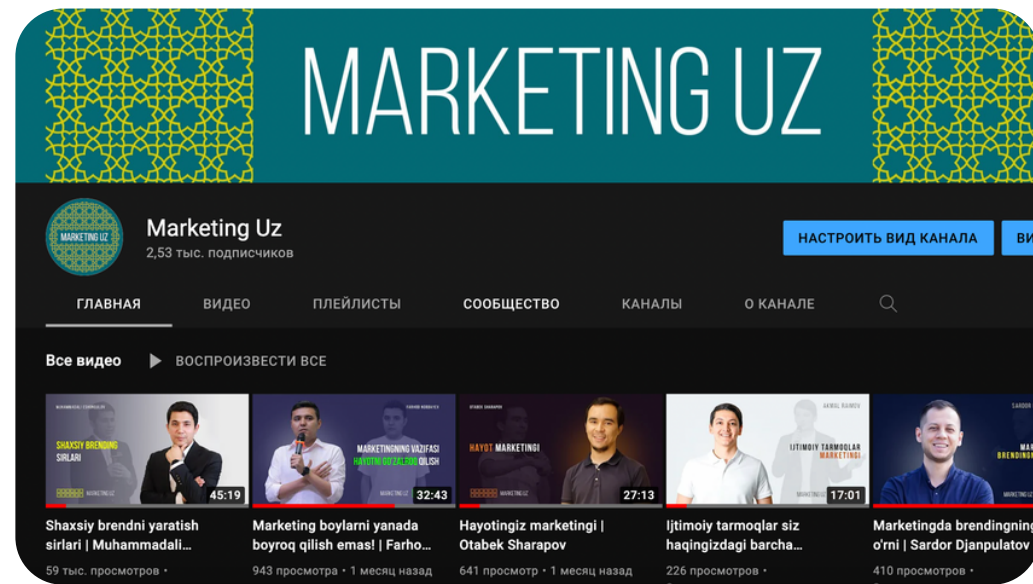 MARKETING UZ
MARKETING UZ
Marketing Uz
2,53 тыс. подписчиков
НАСТРОИТЬ ВИД КАНАЛА
ГЛАВНАЯ ВИДЕО ПЛЕЙЛИСТЫ СООБЩЕСТВО КАНАЛЫ О КАНАЛЕ
Все видео ВОСПРОИЗВЕСТИ ВСЕ
SHAXSIY BRENDING
SIRLARI
MARKETING UZ
45:19
Shaxsiy brendni yaratish
sirlari | Muhammadali...
59 тыс. просмотров •
MARKETINGNING VAZIFASI
HAYOTNI GO'ZALROQ QILISH
MARKETING UZ
32:43
Marketing boylarni yanada
boyroq qilish emas! | Farho...
943 просмотра • 1 месяц назад
OTABEK SHARAPOV
HAYOT MARKETINGI
MARKETING UZ
27:13
Hayotingiz marketingi |
Otabek Sharapov
641 просмотр • 1 месяц назад
AKMOL RAIMOV
IJTIMOIY TARMOQLAR
MARKETINGI
MARKETING UZ
17:01
Ijtimoiy tarmoqlar siz
haqingizdagi barcha...
226 просмотров •
SARDOR
MARKETING UZ
Marketingda brendingning
o'rni | Sardor Djanpulatov
410 просмотров •